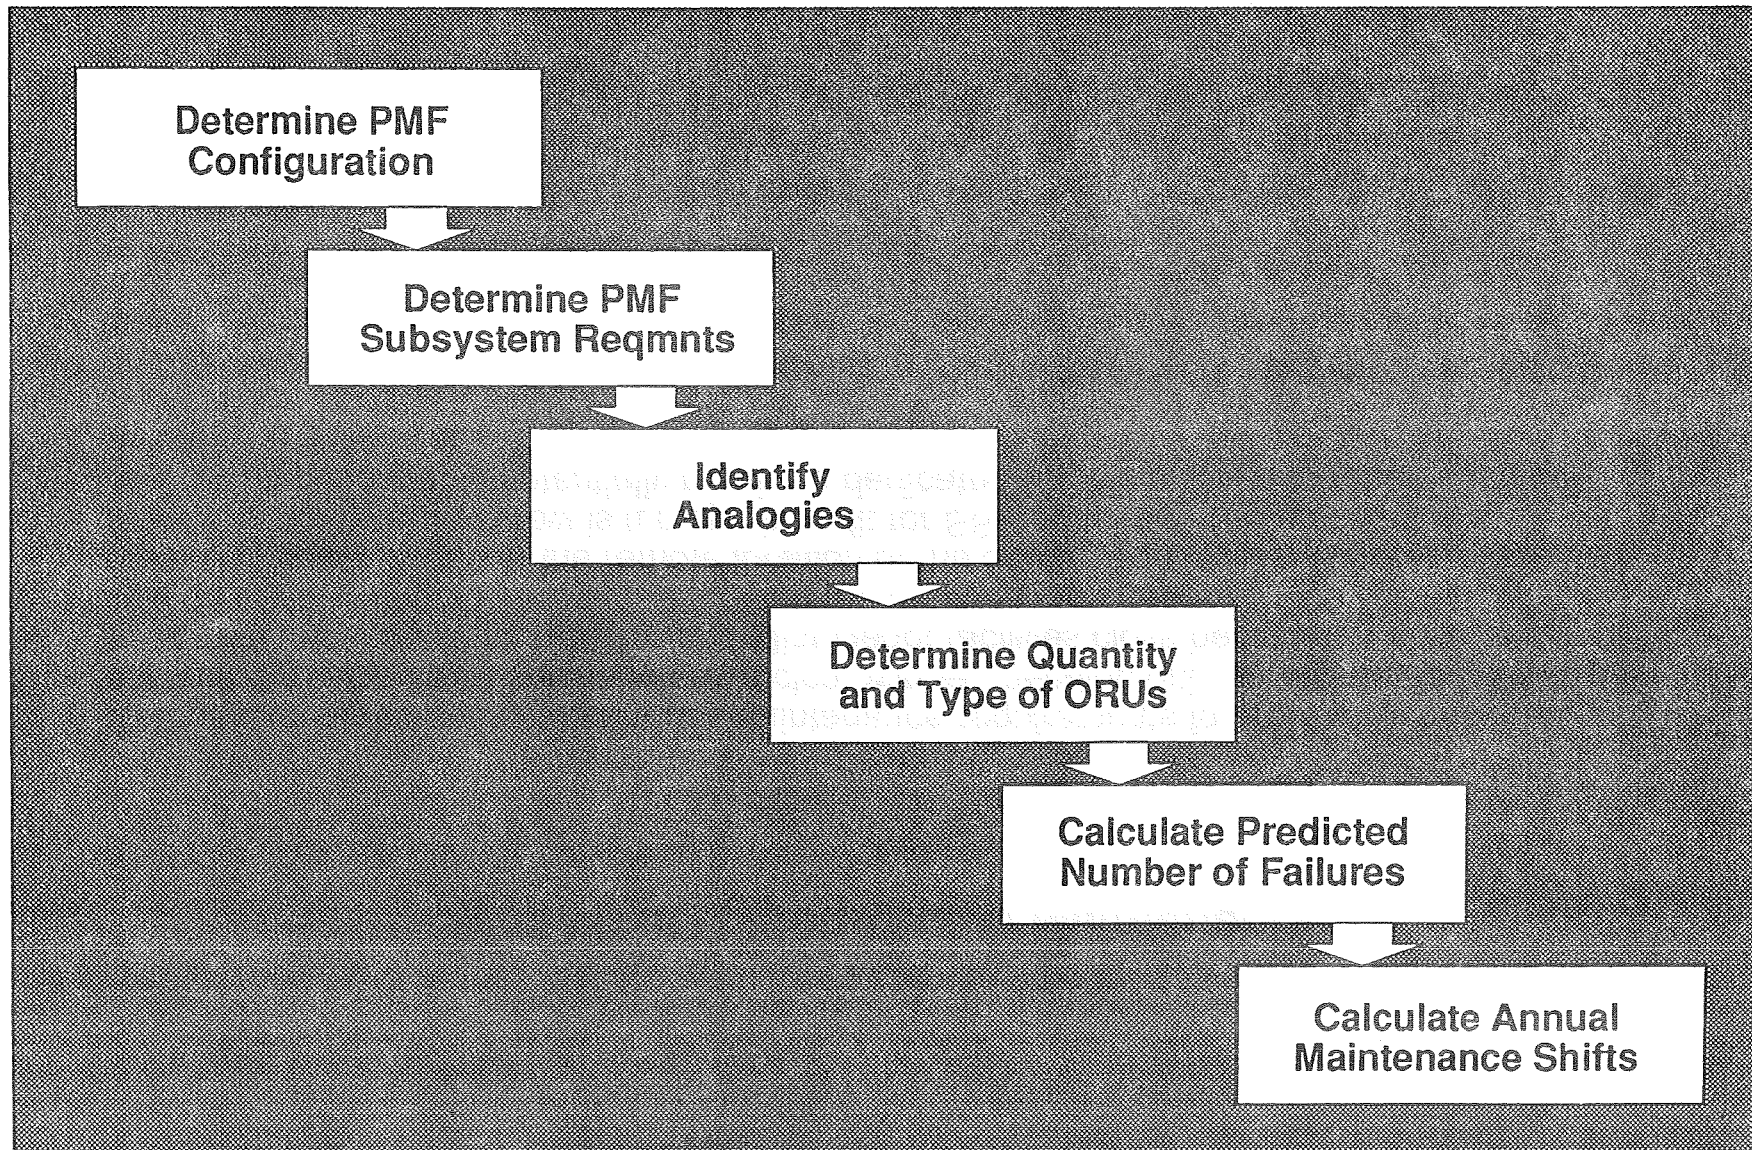 Determine PMF
Configuration
Determine PMF
Subsystem Reqmnts
Identify
Analogies
Determine Quantity
and Type of ORUs
Calculate Predicted
Number of Failures
Calculate Annual
Maintenance Shifts